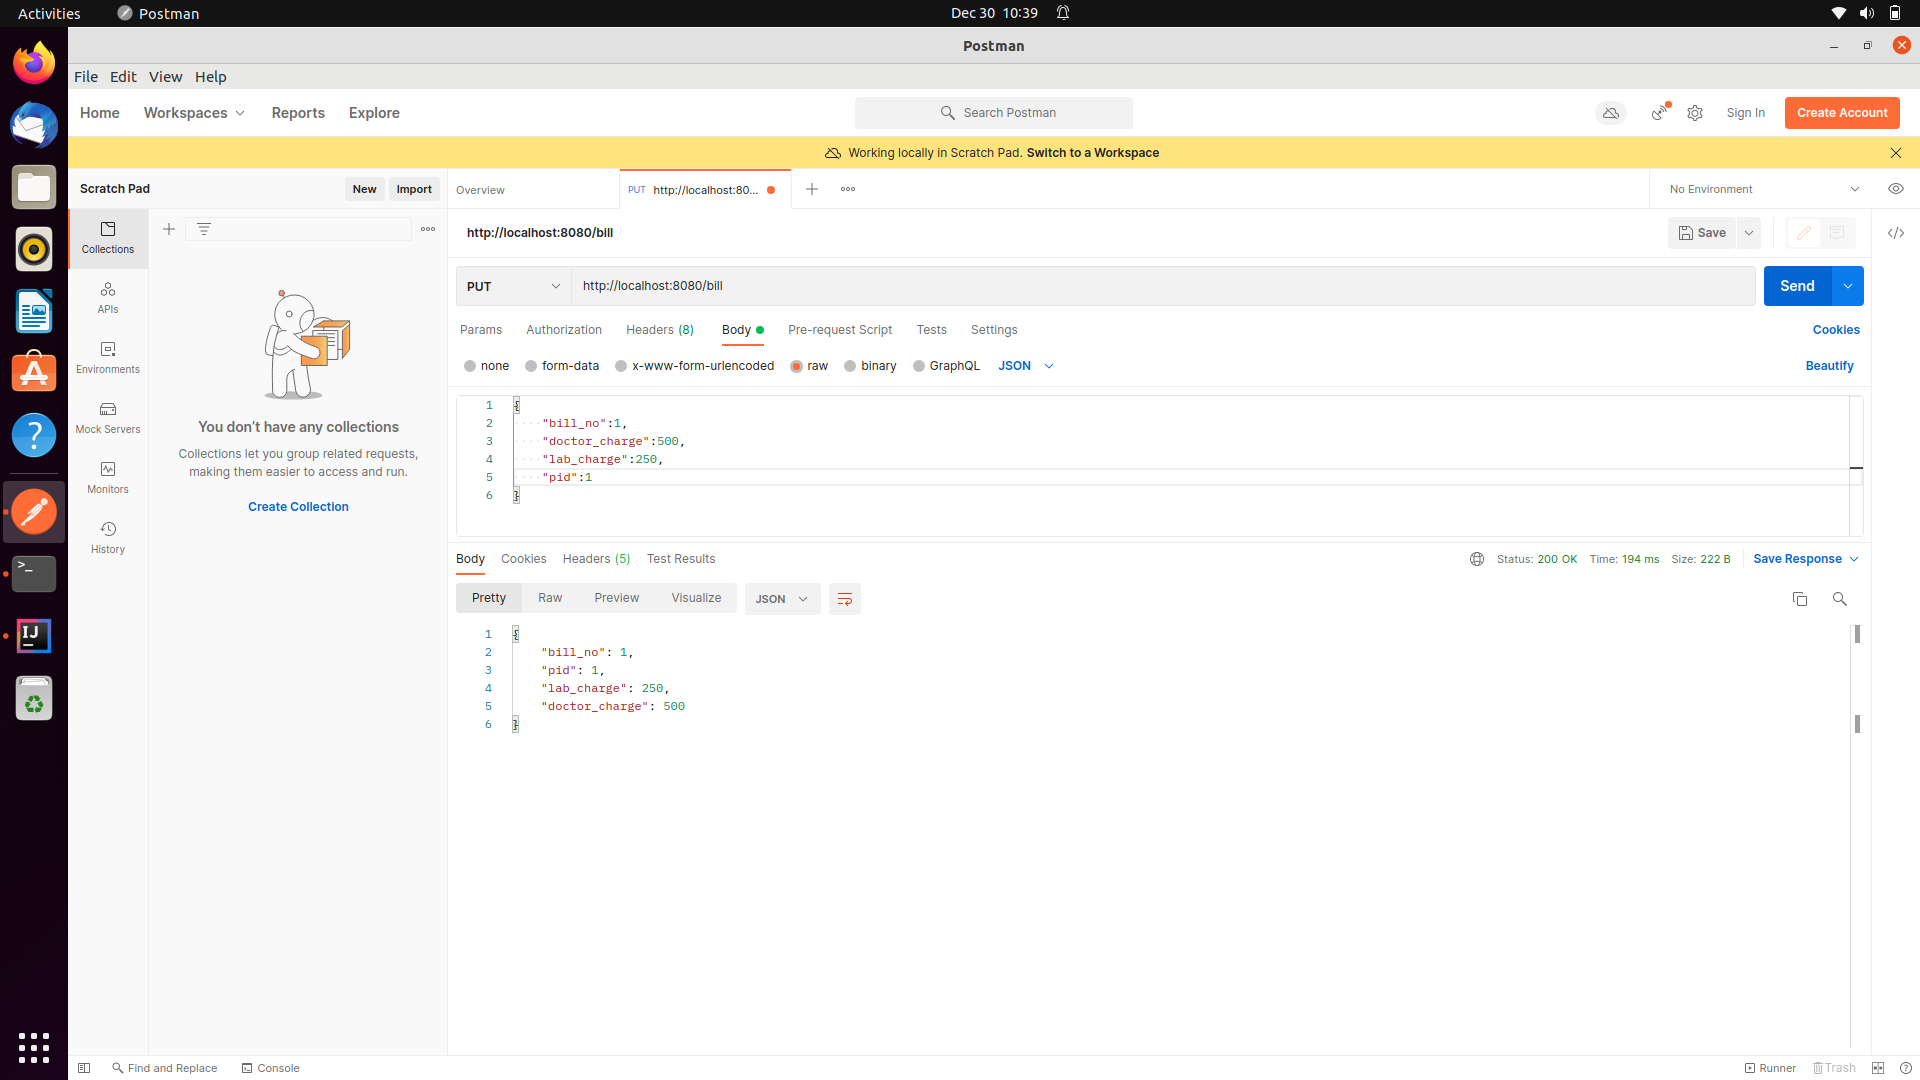 Activities Postman Dec 30 10:39
Postman
File Edit View Help
Home Workspaces Reports Explore Search Postman Sign In Create Account
Working locally in Scratch Pad. Switch to a Workspace
Scratch Pad New Import Overview PUT http://localhost:80... No Environment
Collections
http://localhost:8080/bill Save
PUT http://localhost:8080/bill Send
APIs
Params Authorization Headers (8) Body Pre-request Script Tests Settings Cookies
Environments
none form-data x-www-form-urlencoded raw binary GraphQL JSON Beautify
Mock Servers
Monitors
History
You don't have any collections
Collections let you group related requests,
making them easier to access and run.
Create Collection
1 {
2 "bill_no":1,
3 "doctor_charge":500,
4 "lab_charge":250,
5 "pid":1
6 }
Body Cookies Headers (5) Test Results Status: 200 OK Time: 194 ms Size: 222 B Save Response
Pretty Raw Preview Visualize JSON
1 {
2 "bill_no": 1,
3 "pid": 1,
4 "lab_charge": 250,
5 "doctor_charge": 500
6 }
Find and Replace Console Runner Trash